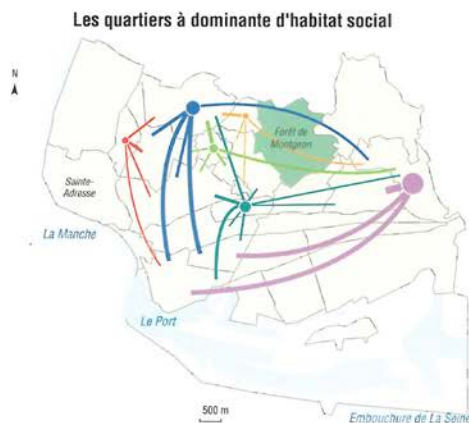 Les quartiers à dominante d'habitat social
N
Forêt de
Montgeon
Sainte-
Adresse
La Manche
Le Port
500 m
Embouchure de La Seine